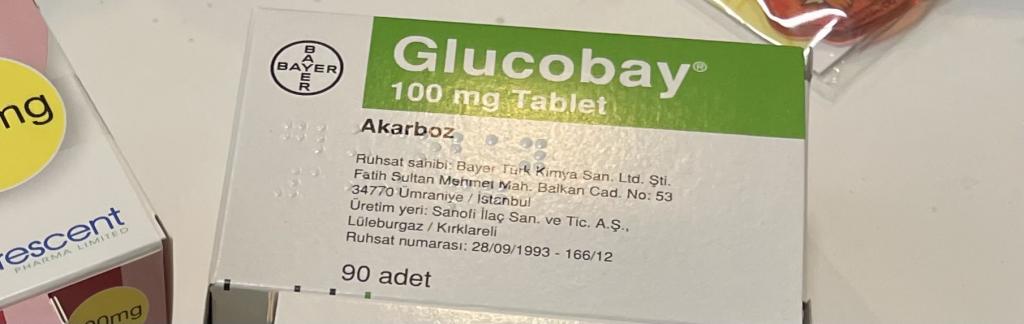 BAYER
BAYER
Glucobay®
100 mg Tablet
Akarboz
Ruhsat sahibi: Bayer Türk Kimya San. Ltd. Şti.
Fatih Sultan Mehmet Mah. Balkan Cad. No: 53
34770 Ümraniye / İstanbul
Üretim yeri: Sanofi İlaç San. ve Tic. A.Ş.,
Lüleburgaz / Kırklareli
Ruhsat numarası: 28/09/1993 - 166/12
90 adet
mg
rescent
PHARMA LIMITED
0mg